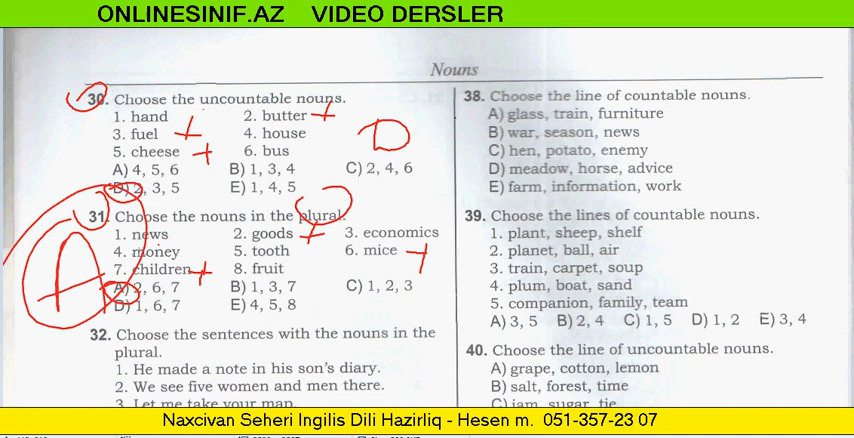 ONLINESINIF.AZ VIDEO DERSLER
Nouns
30. Choose the uncountable nouns.
1. hand 2. butter
3. fuel 4. house
5. cheese 6. bus
A) 4, 5, 6 B) 1, 3, 4 C) 2, 4, 6
D) 2, 3, 5 E) 1, 4, 5
D
31. Choose the nouns in the plural.
1. news 2. goods 3. economics
4. money 5. tooth 6. mice
7. children 8. fruit
A) 2, 6, 7 B) 1, 3, 7 C) 1, 2, 3
D) 1, 6, 7 E) 4, 5, 8
A
32. Choose the sentences with the nouns in the
plural.
1. He made a note in his son's diary.
2. We see five women and men there.
3. Let me take your map.
38. Choose the line of countable nouns.
A) glass, train, furniture
B) war, season, news
C) hen, potato, enemy
D) meadow, horse, advice
E) farm, information, work
39. Choose the lines of countable nouns.
1. plant, sheep, shelf
2. planet, ball, air
3. train, carpet, soup
4. plum, boat, sand
5. companion, family, team
A) 3, 5 B) 2, 4 C) 1, 5 D) 1, 2 E) 3, 4
40. Choose the line of uncountable nouns.
A) grape, cotton, lemon
B) salt, forest, time
C) jam, sugar, tie
Naxcivan Seheri Ingilis Dili Hazirliq - Hesen m. 051-357-23 07